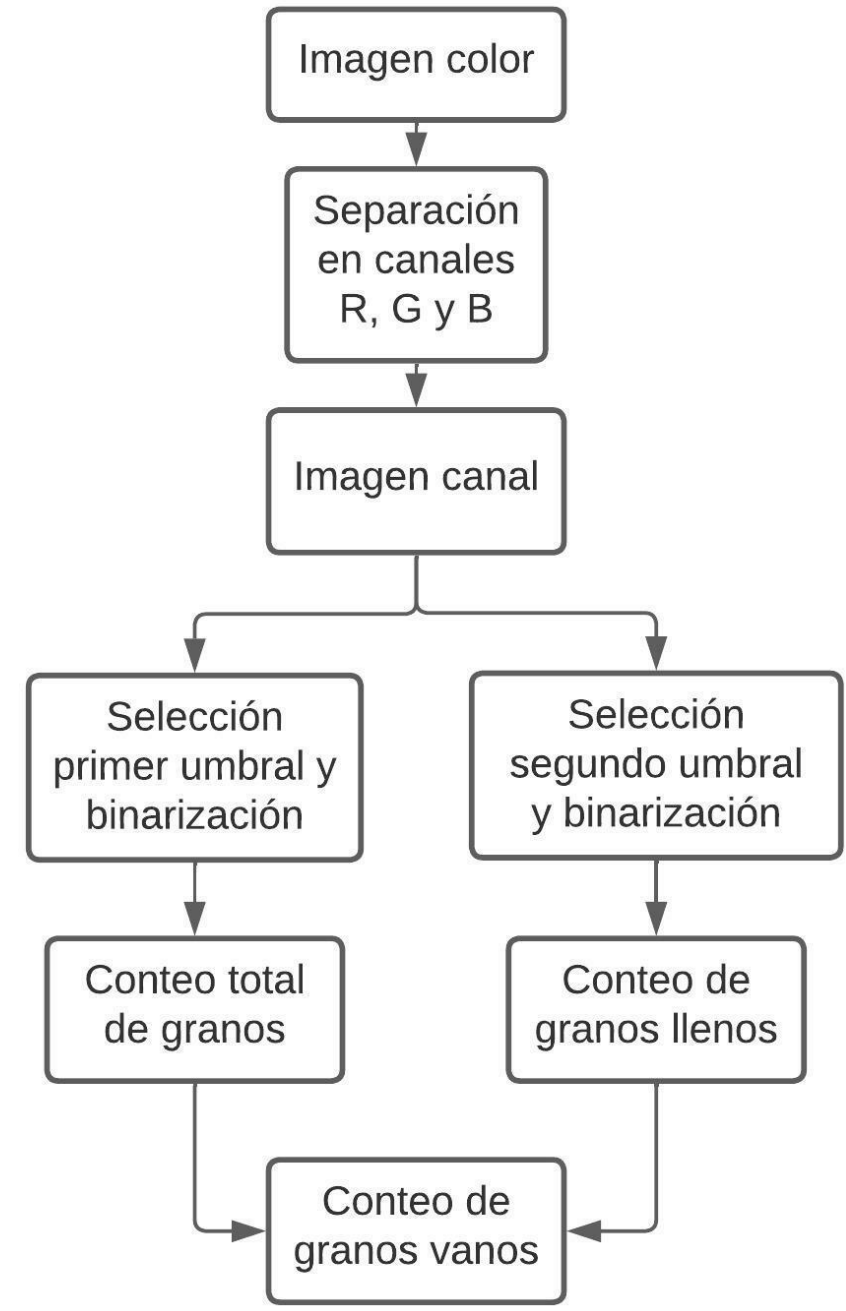 Imagen color
Separación
en canales
R, G y B
Imagen canal
Selección
primer umbral y
binarización
Selección
segundo umbral
y binarización
Conteo total
de granos
Conteo de
granos llenos
Conteo de
granos vanos